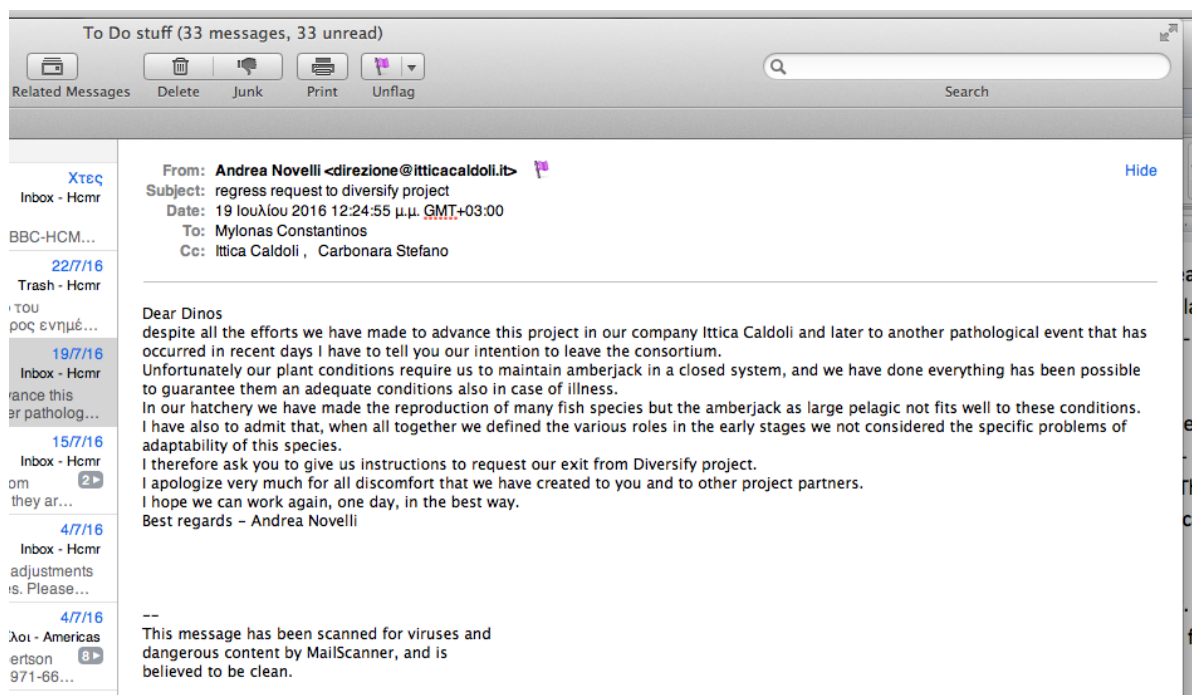 To Do stuff (33 messages, 33 unread)
Related Messages Delete Junk Print Unflag Search
Χτες
Inbox - Hcmr
BBC-HCM...
22/7/16
Trash - Hcmr
του
ρος ενημέ...
19/7/16
Inbox - Hcmr
vance this
er patholog...
15/7/16
Inbox - Hcmr
om 2
they ar...
4/7/16
Inbox - Hcmr
adjustments
es. Please...
4/7/16
λοι - Americas
ertson 8
971-66...
From: Andrea Novelli <direzione@itticacaldoli.it> Hide
Subject: regress request to diversify project
Date: 19 Ιουλίου 2016 12:24:55 μ.μ. GMT+03:00
To: Mylonas Constantinos
Cc: Ittica Caldoli , Carbonara Stefano
Dear Dinos
despite all the efforts we have made to advance this project in our company Ittica Caldoli and later to another pathological event that has
occurred in recent days I have to tell you our intention to leave the consortium.
Unfortunately our plant conditions require us to maintain amberjack in a closed system, and we have done everything has been possible
to guarantee them an adequate conditions also in case of illness.
In our hatchery we have made the reproduction of many fish species but the amberjack as large pelagic not fits well to these conditions.
I have also to admit that, when all together we defined the various roles in the early stages we not considered the specific problems of
adaptability of this species.
I therefore ask you to give us instructions to request our exit from Diversify project.
I apologize very much for all discomfort that we have created to you and to other project partners.
I hope we can work again, one day, in the best way.
Best regards - Andrea Novelli
--
This message has been scanned for viruses and
dangerous content by MailScanner, and is
believed to be clean.